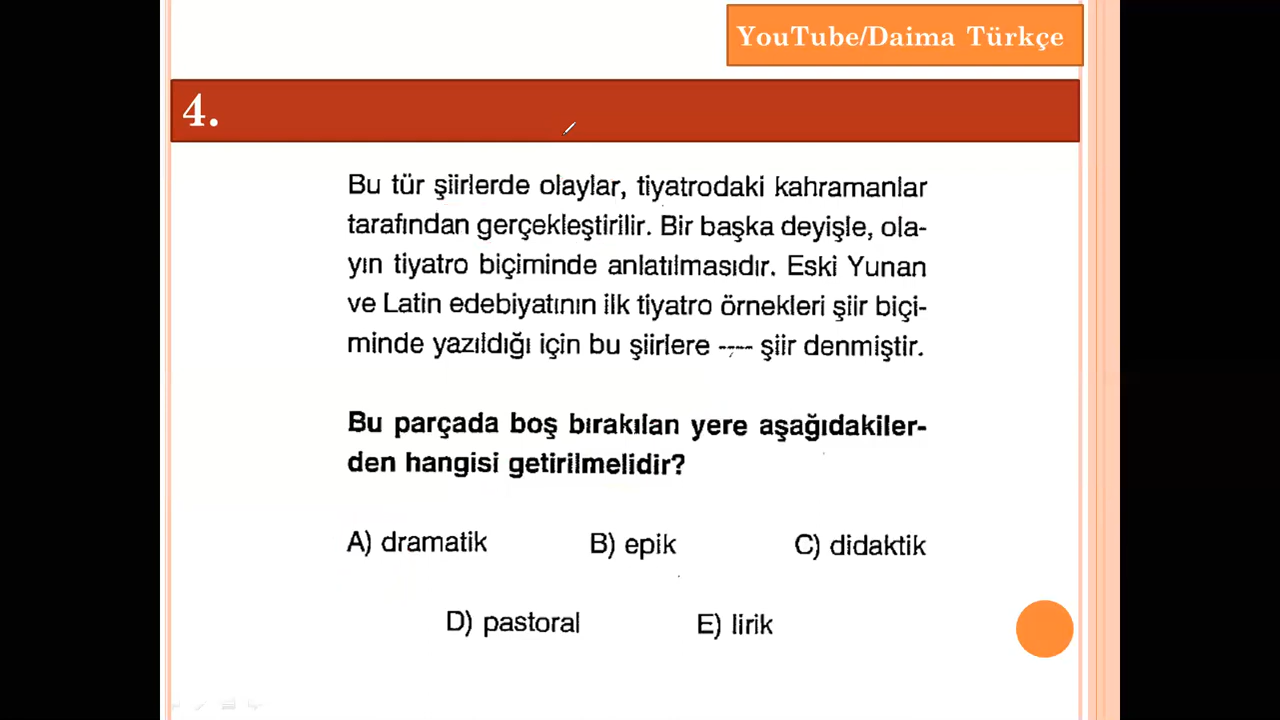 YouTube/Daima Türkçe
4.
Bu tür şiirlerde olaylar, tiyatrodaki kahramanlar
tarafından gerçekleştirilir. Bir başka deyişle, ola-
yın tiyatro biçiminde anlatılmasıdır. Eski Yunan
ve Latin edebiyatının ilk tiyatro örnekleri şiir biçi-
minde yazıldığı için bu şiirlere ---- şiir denmiştir.
Bu parçada boş bırakılan yere aşağıdakiler-
den hangisi getirilmelidir?
A) dramatik B) epik C) didaktik
D) pastoral E) lirik